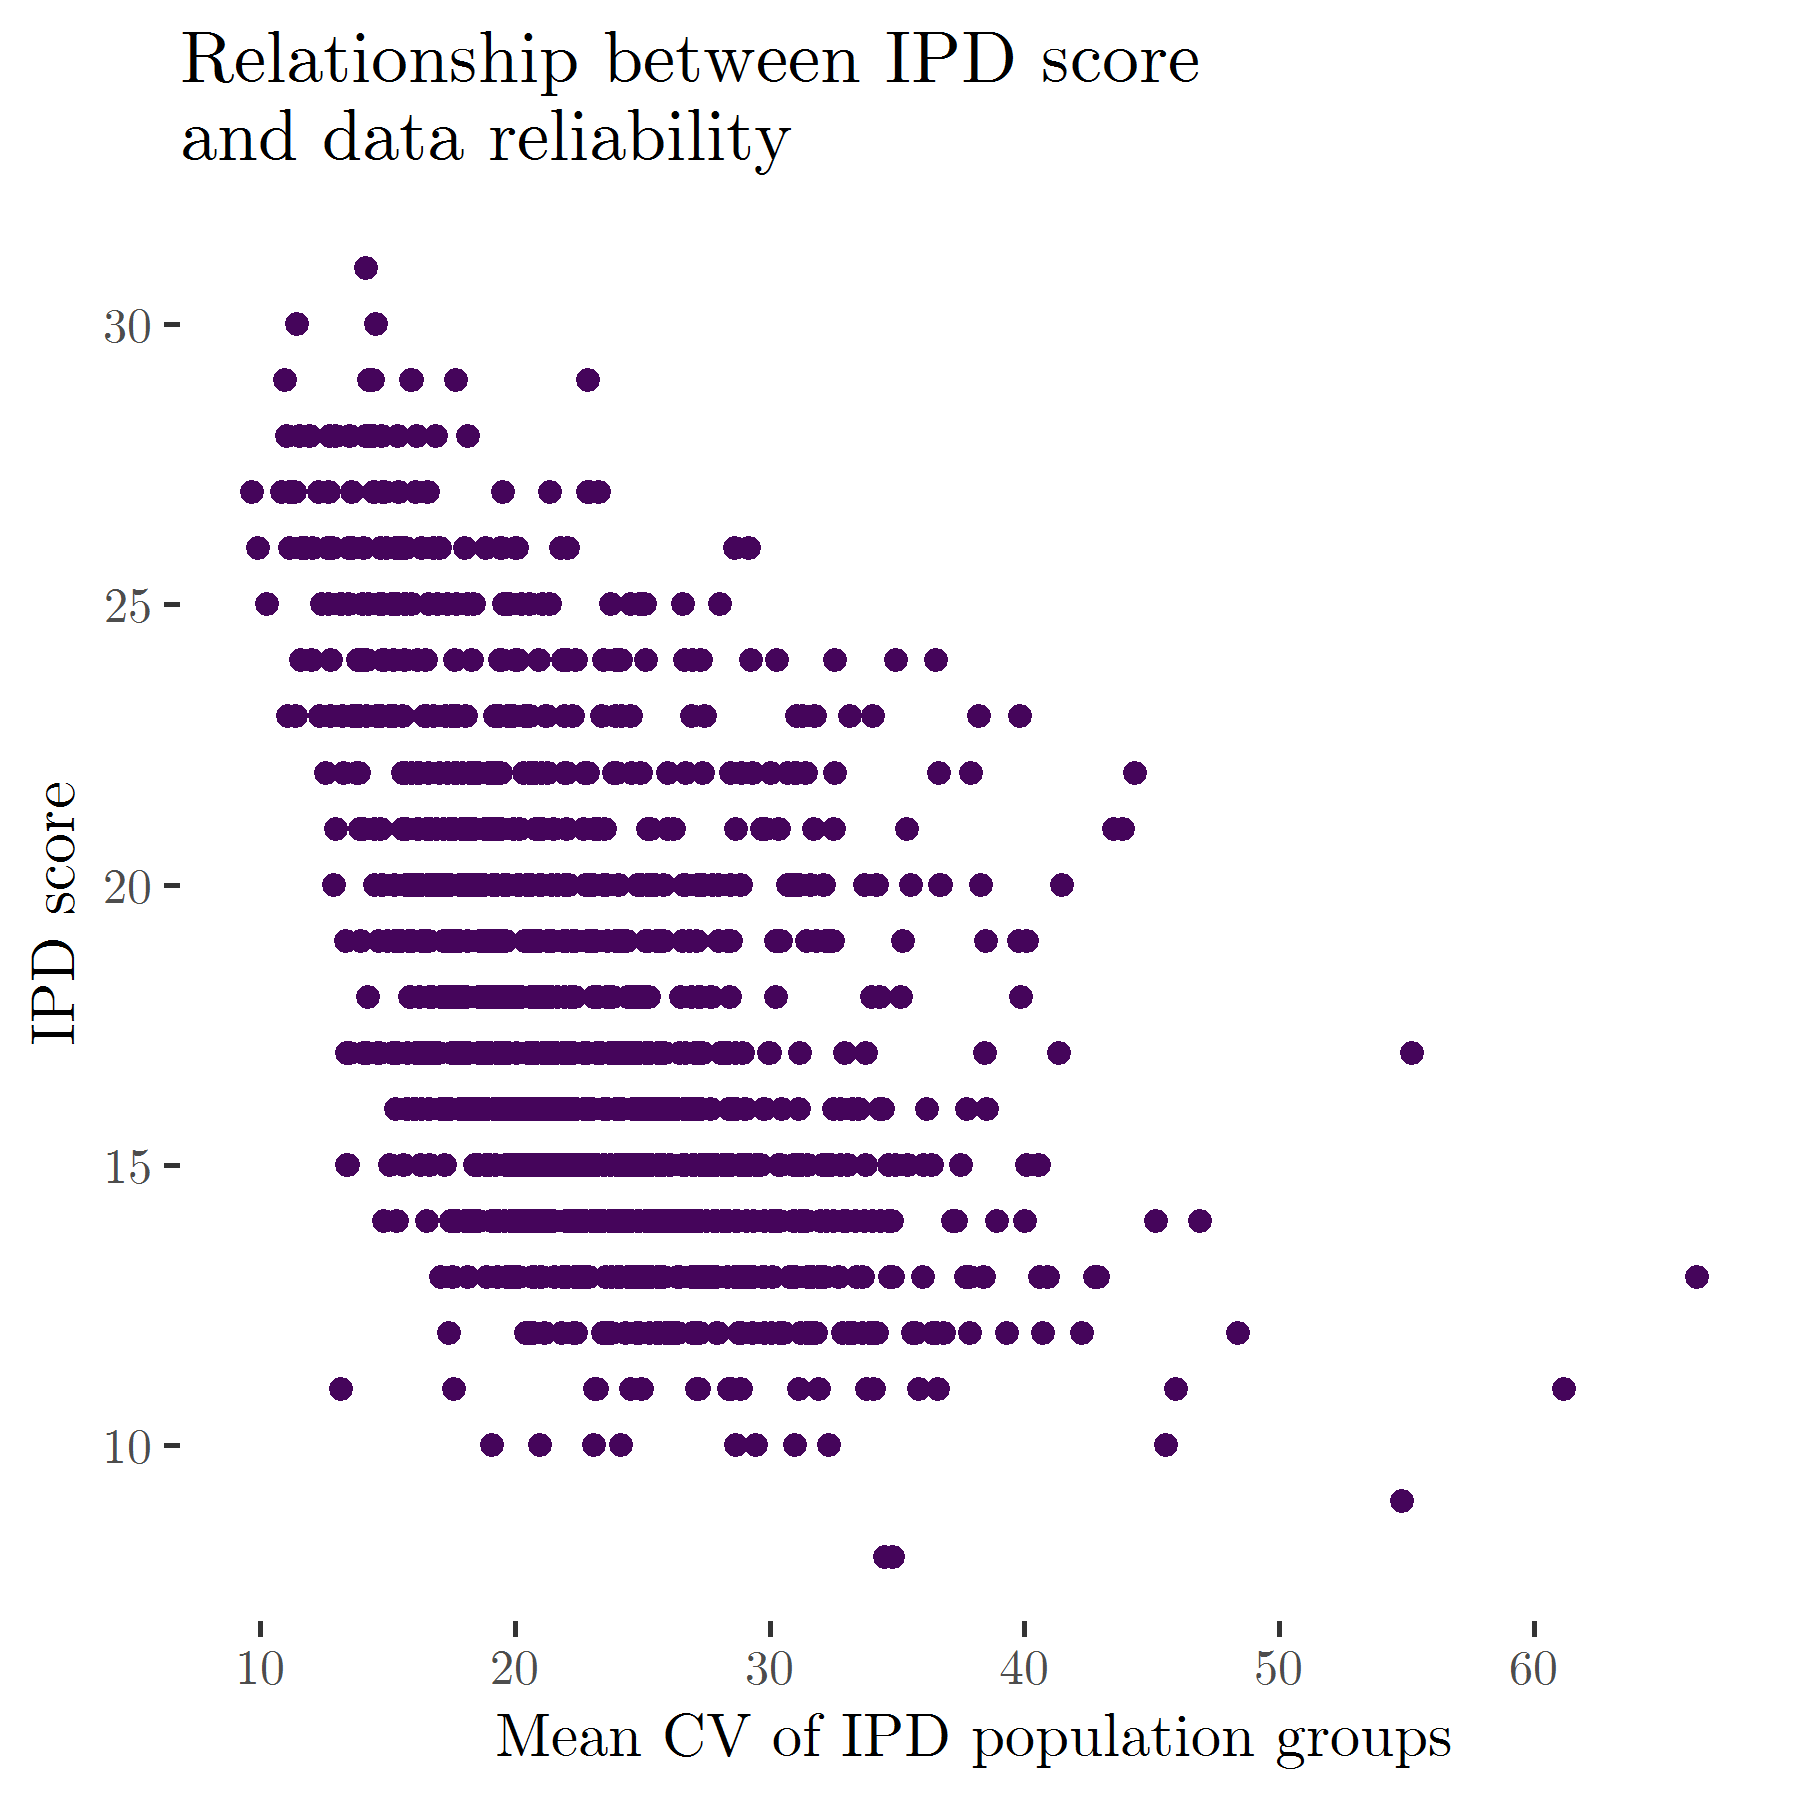 Relationship between IPD score
and data reliability
30
25
20
15
10
IPD score
10 20 30 40 50 60
Mean CV of IPD population groups